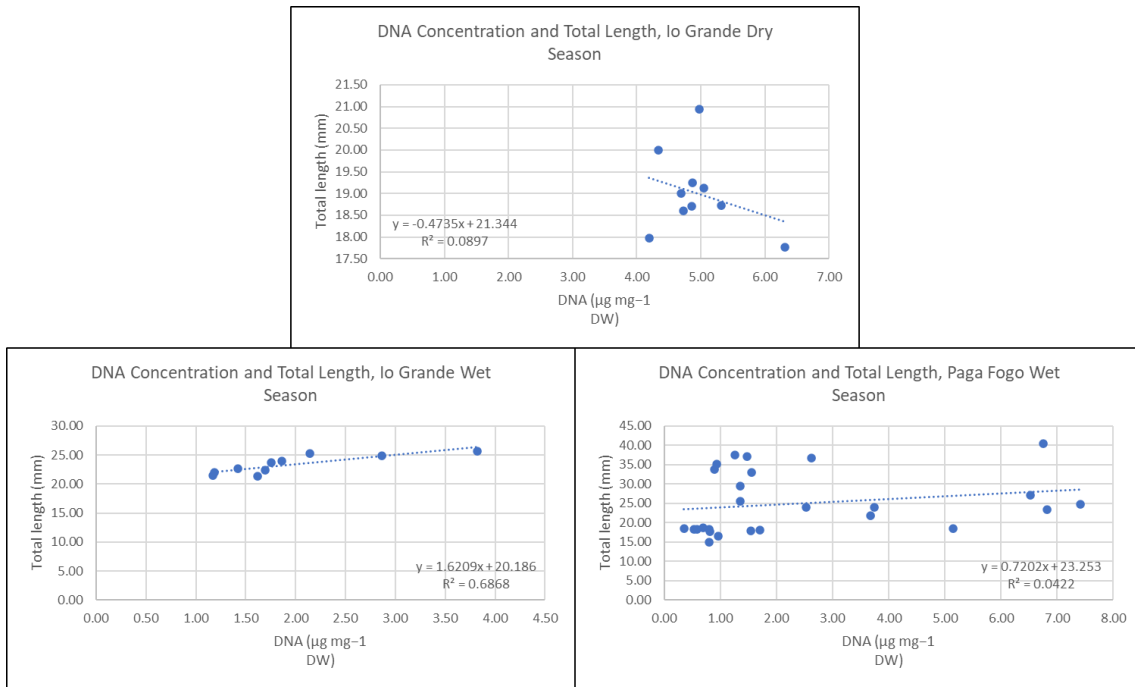 DNA Concentration and Total Length, Io Grande Dry
Season
Total length (mm)
21.50
21.00
20.50
20.00
19.50
19.00
18.50
18.00
17.50
y = -0.4735x + 21.344
R² = 0.0897
0.00 1.00 2.00 3.00 4.00 5.00 6.00 7.00
DNA (µg mg−1
DW)
DNA Concentration and Total Length, Io Grande Wet
Season
Total length (mm)
30.00
25.00
20.00
15.00
10.00
5.00
0.00
y = 1.6209x + 20.186
R² = 0.6868
0.00 0.50 1.00 1.50 2.00 2.50 3.00 3.50 4.00 4.50
DNA (µg mg−1
DW)
DNA Concentration and Total Length, Paga Fogo Wet
Season
Total length (mm)
45.00
40.00
35.00
30.00
25.00
20.00
15.00
10.00
5.00
0.00
y = 0.7202x + 23.253
R² = 0.0422
0.00 1.00 2.00 3.00 4.00 5.00 6.00 7.00 8.00
DNA (µg mg−1
DW)